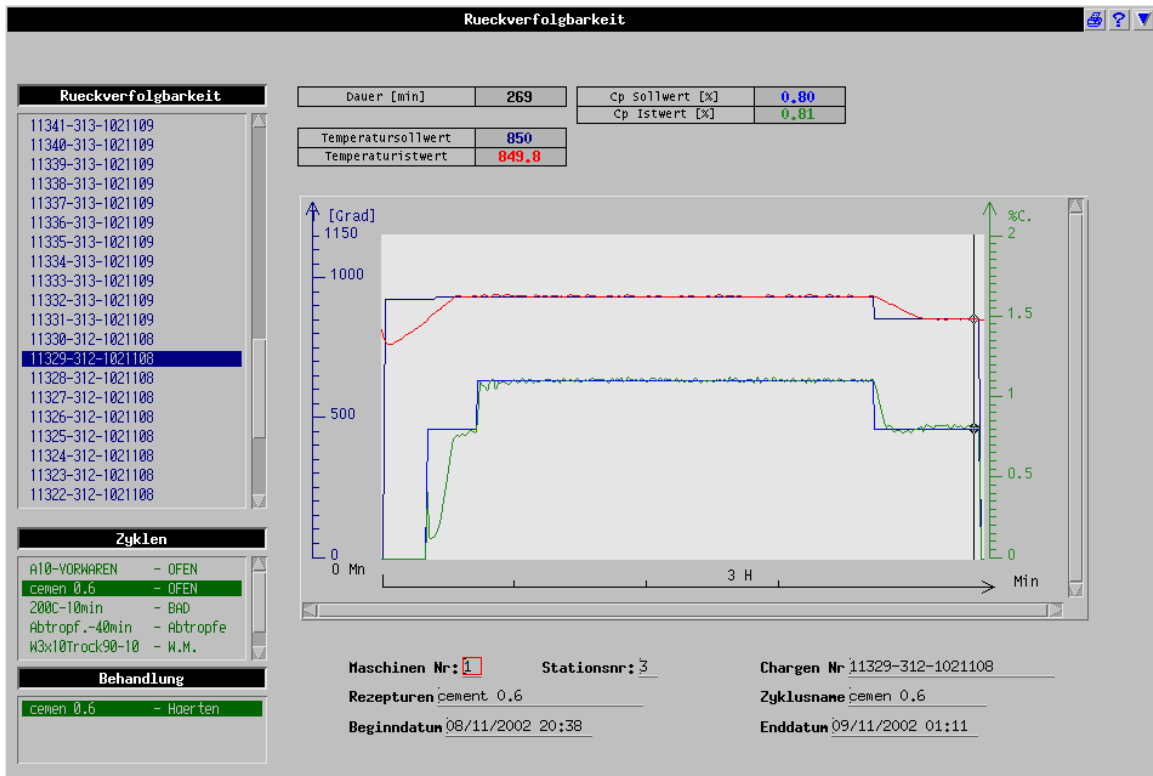 Rueckverfolgbarkeit
?
Rueckverfolgbarkeit
11341-313-1021109
11340-313-1021109
11339-313-1021109
11338-313-1021109
11337-313-1021109
11336-313-1021109
11335-313-1021109
11334-313-1021109
11333-313-1021109
11332-313-1021109
11331-313-1021109
11330-312-1021108
11329-312-1021108
11328-312-1021108
11327-312-1021108
11326-312-1021108
11325-312-1021108
11324-312-1021108
11323-312-1021108
11322-312-1021108
Zyklen
A10-VORWAREN - OFEN
cemen 0.6 - OFEN
200C-10min - BAD
Abtropf.-40min - Abtropfe
W3x10Trock90-10 - W.M.
Behandlung
cemen 0.6 - Haerten
Dauer [min] 269
Cp Sollwert [%] 0.80
Cp Istwert [%] 0.81
Temperatursollwert 850
Temperaturistwert 849.8
[Grad]
1150
1000
500
0
%C.
2
1.5
1
0.5
0
0 Mn
3 H
Min
Maschinen Nr: 1 Stationsnr: 3 Chargen Nr 11329-312-1021108
Rezepturen cement 0.6 Zyklusname cemen 0.6
Beginndatum 08/11/2002 20:38 Enddatum 09/11/2002 01:11